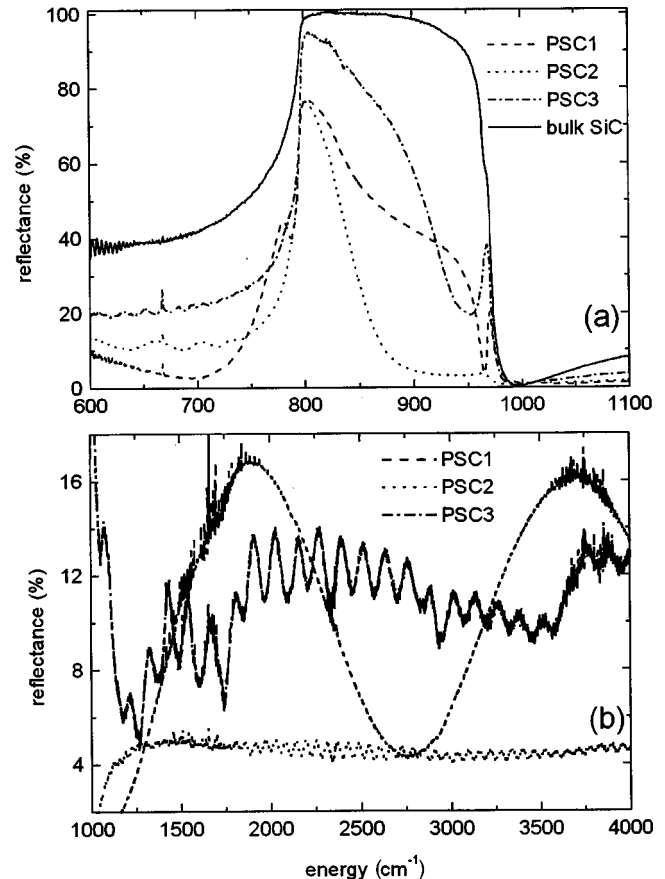 100
80
60
40
20
0
reflectance (%)
PSC1
PSC2
PSC3
bulk SiC
(a)
600
800
900
1000
1100
16
12
8
4
reflectance (%)
PSC1
PSC2
PSC3
(b)
1000
1500
2000
2500
3000
3500
4000
energy (cm⁻¹)